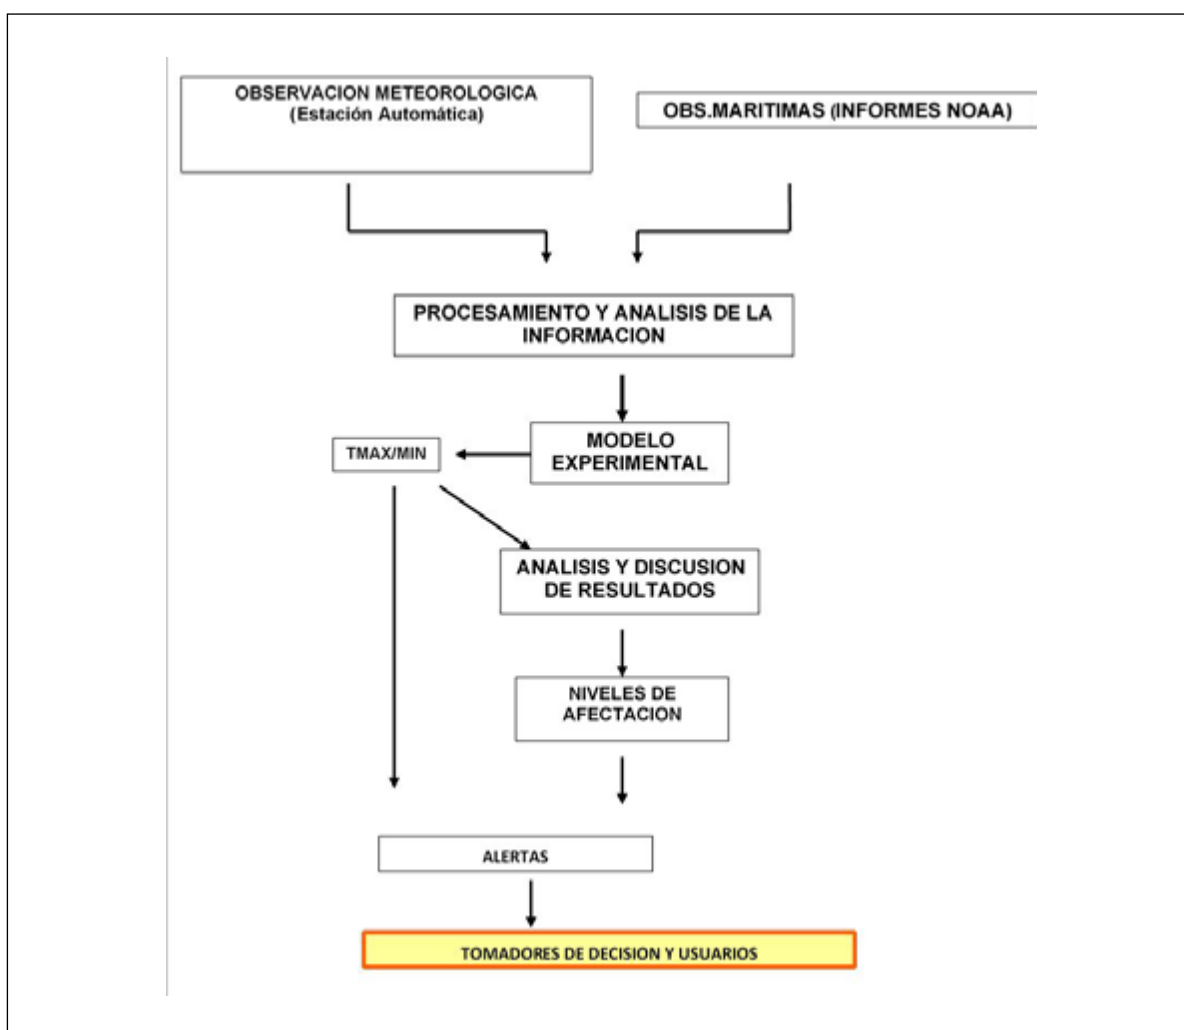 OBSERVACION METEOROLOGICA
(Estación Automática)
OBS.MARITIMAS (INFORMES NOAA)
PROCESAMIENTO Y ANALISIS DE LA
INFORMACION
MODELO
EXPERIMENTAL
TMAX/MIN
ANALISIS Y DISCUSION
DE RESULTADOS
NIVELES DE
AFECTACION
ALERTAS
TOMADORES DE DECISION Y USUARIOS